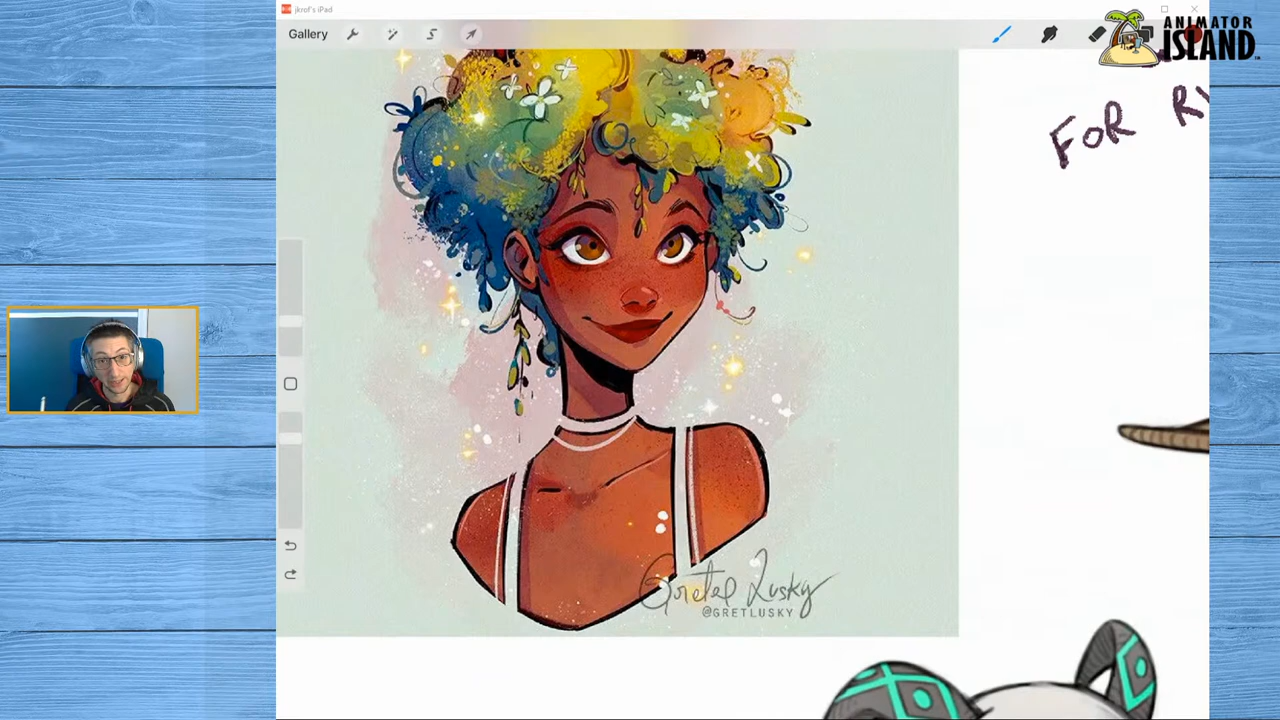 jkrof's iPad
Gallery
ANIMATOR
ISLAND
FOR
Gretel Lusky
@GRETLUSKY